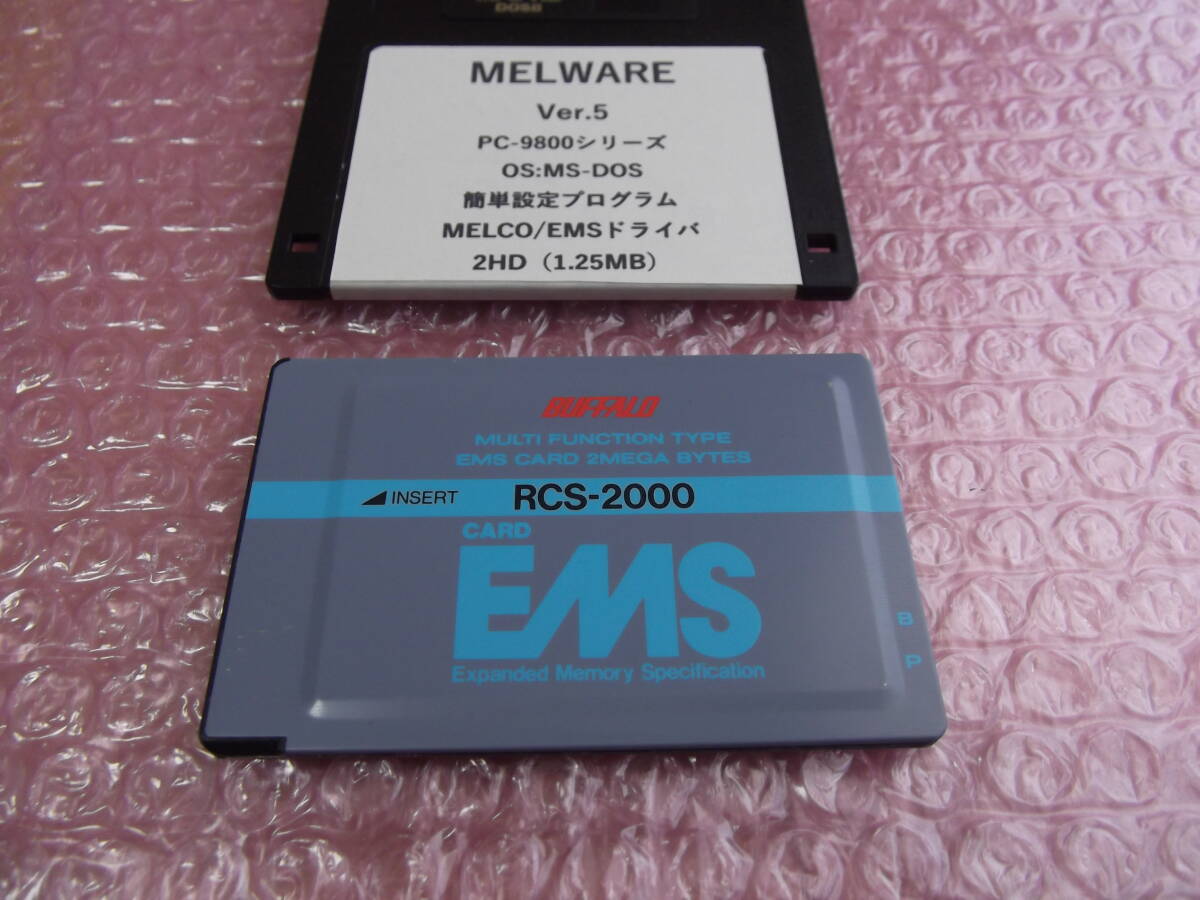 DOSB
MELWARE
Ver.5
PC-9800シリーズ
OS:MS-DOS
簡単設定プログラム
MELCO/EMSドライバ
2HD（1.25MB）
BUFFALO
MULTI FUNCTION TYPE
EMS CARD 2MEGA BYTES
INSERT RCS-2000
CARD
EMS
Expanded Memory Specification
B
P